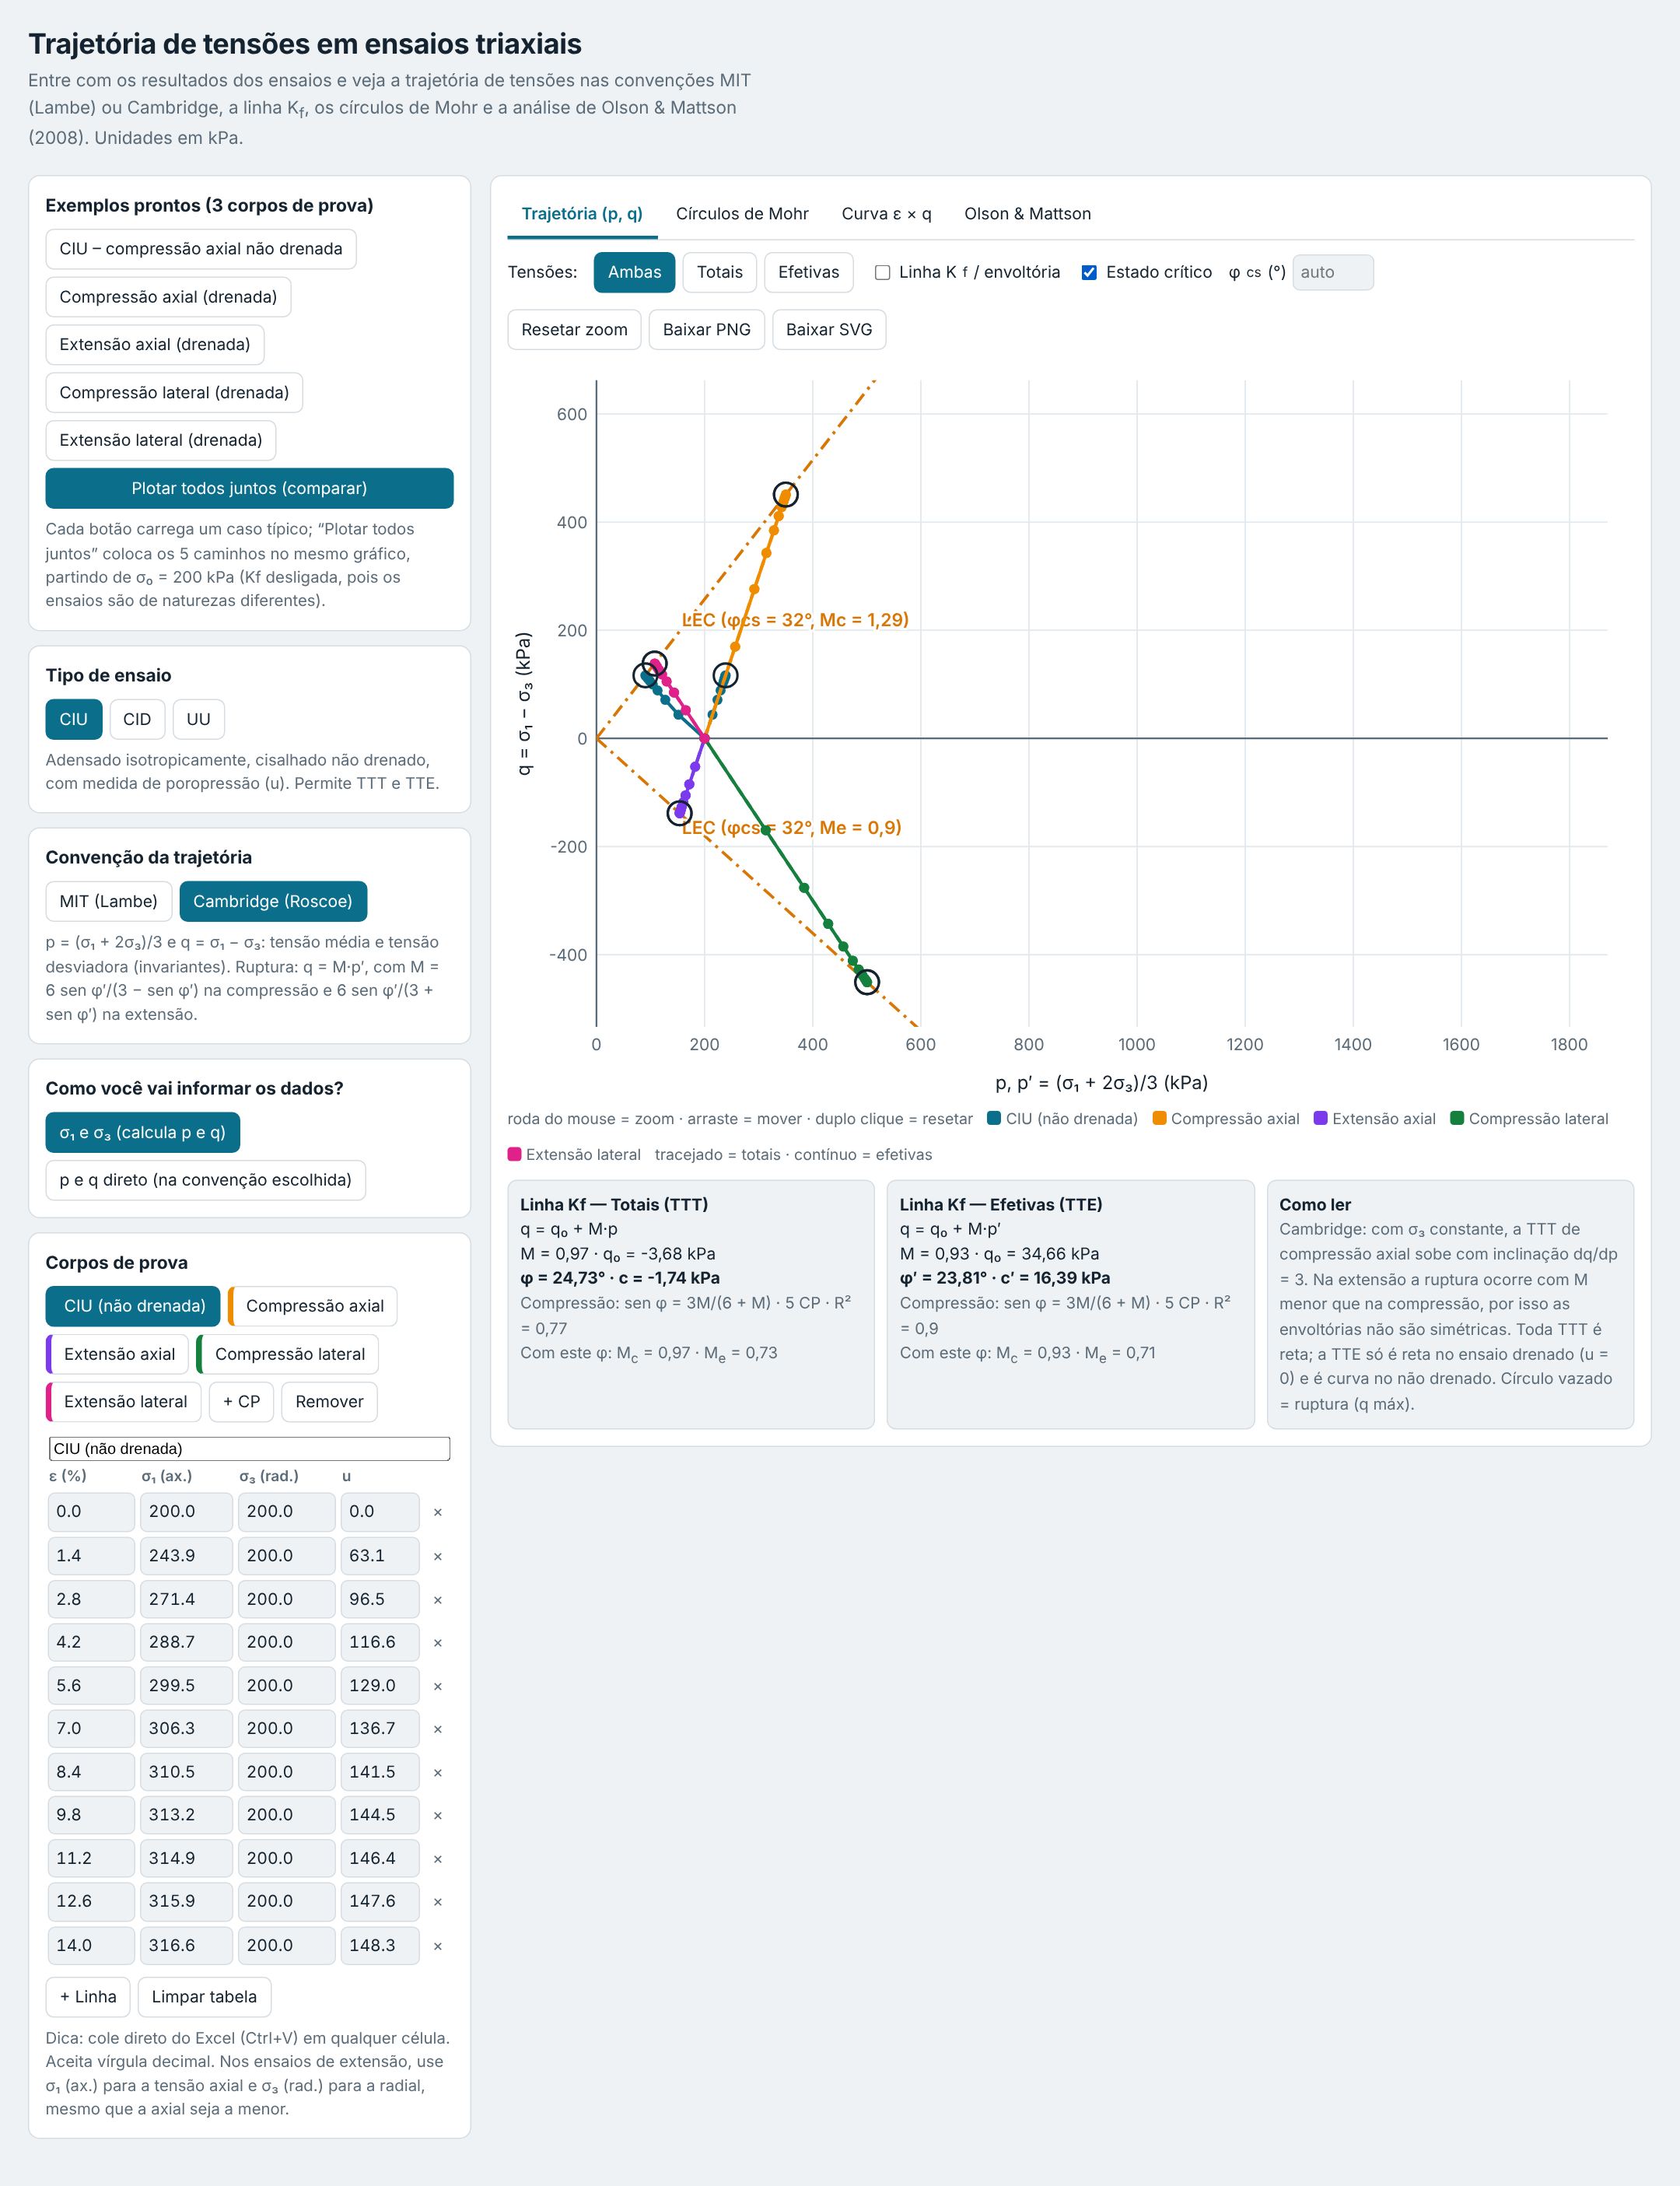 Trajetória de tensões em ensaios triaxiais
Entre com os resultados dos ensaios e veja a trajetória de tensões nas convenções MIT
(Lambe) ou Cambridge, a linha Kf, os círculos de Mohr e a análise de Olson & Mattson
(2008). Unidades em kPa.
Exemplos prontos (3 corpos de prova)
CIU – compressão axial não drenada
Compressão axial (drenada)
Extensão axial (drenada)
Compressão lateral (drenada)
Extensão lateral (drenada)
Plotar todos juntos (comparar)
Cada botão carrega um caso típico; “Plotar todos
juntos” coloca os 5 caminhos no mesmo gráfico,
partindo de σ₀ = 200 kPa (Kf desligada, pois os
ensaios são de naturezas diferentes).
Tipo de ensaio
CIU CID UU
Adensado isotropicamente, cisalhado não drenado,
com medida de poropressão (u). Permite TTT e TTE.
Convenção da trajetória
MIT (Lambe) Cambridge (Roscoe)
p = (σ₁ + 2σ₃)/3 e q = σ₁ − σ₃: tensão média e tensão
desviadora (invariantes). Ruptura: q = M·p′, com M =
6 sen φ′/(3 − sen φ′) na compressão e 6 sen φ′/(3 +
sen φ′) na extensão.
Como você vai informar os dados?
σ₁ e σ₃ (calcula p e q)
p e q direto (na convenção escolhida)
Corpos de prova
CIU (não drenada) Compressão axial
Extensão axial Compressão lateral
Extensão lateral + CP Remover
CIU (não drenada)
ε (%) σ₁ (ax.) σ₃ (rad.) u
0.0 200.0 200.0 0.0 ×
1.4 243.9 200.0 63.1 ×
2.8 271.4 200.0 96.5 ×
4.2 288.7 200.0 116.6 ×
5.6 299.5 200.0 129.0 ×
7.0 306.3 200.0 136.7 ×
8.4 310.5 200.0 141.5 ×
9.8 313.2 200.0 144.5 ×
11.2 314.9 200.0 146.4 ×
12.6 315.9 200.0 147.6 ×
14.0 316.6 200.0 148.3 ×
+ Linha Limpar tabela
Dica: cole direto do Excel (Ctrl+V) em qualquer célula.
Aceita vírgula decimal. Nos ensaios de extensão, use
σ₁ (ax.) para a tensão axial e σ₃ (rad.) para a radial,
mesmo que a axial seja a menor.
Trajetória (p, q) Círculos de Mohr Curva ε × q Olson & Mattson
Tensões: Ambas Totais Efetivas Linha K f / envoltória Estado crítico φ cs (°) auto
Resetar zoom Baixar PNG Baixar SVG
600
400
200
0
-200
-400
q = σ₁ − σ₃ (kPa)
LEC (φcs = 32°, Mc = 1,29)
LEC (φcs = 32°, Me = 0,9)
0 200 400 600 800 1000 1200 1400 1600 1800
p, p′ = (σ₁ + 2σ₃)/3 (kPa)
roda do mouse = zoom · arraste = mover · duplo clique = resetar CIU (não drenada) Compressão axial Extensão axial Compressão lateral
Extensão lateral tracejado = totais · contínuo = efetivas
Linha Kf — Totais (TTT)
q = q₀ + M·p
M = 0,97 · q₀ = -3,68 kPa
φ = 24,73° · c = -1,74 kPa
Compressão: sen φ = 3M/(6 + M) · 5 CP · R²
= 0,77
Com este φ: Mc = 0,97 · Me = 0,73
Linha Kf — Efetivas (TTE)
q = q₀ + M·p′
M = 0,93 · q₀ = 34,66 kPa
φ′ = 23,81° · c′ = 16,39 kPa
Compressão: sen φ = 3M/(6 + M) · 5 CP · R²
= 0,9
Com este φ: Mc = 0,93 · Me = 0,71
Como ler
Cambridge: com σ₃ constante, a TTT de
compressão axial sobe com inclinação dq/dp
= 3. Na extensão a ruptura ocorre com M
menor que na compressão, por isso as
envoltórias não são simétricas. Toda TTT é
reta; a TTE só é reta no ensaio drenado (u =
0) e é curva no não drenado. Círculo vazado
= ruptura (q máx).